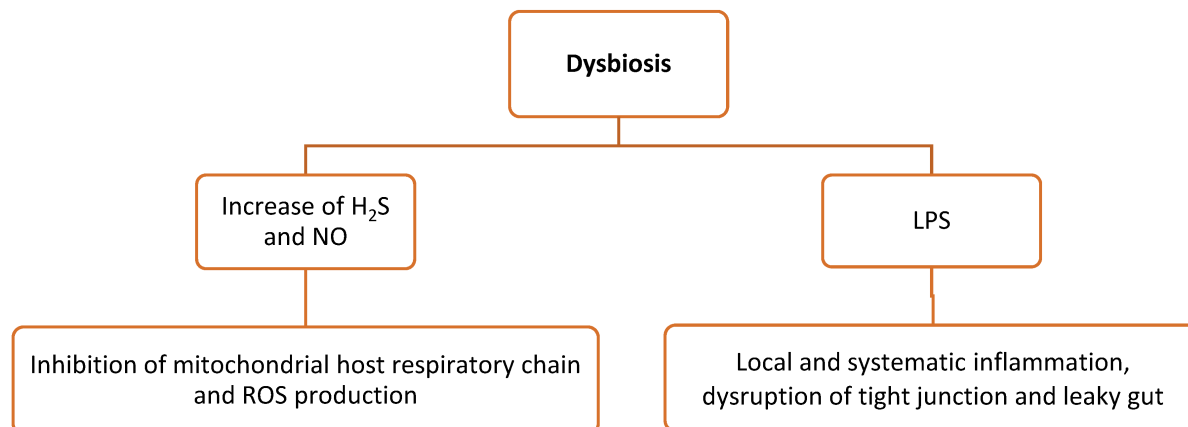 Dysbiosis
Increase of H₂S
and NO
LPS
Inhibition of mitochondrial host respiratory chain
and ROS production
Local and systematic inflammation,
dysruption of tight junction and leaky gut